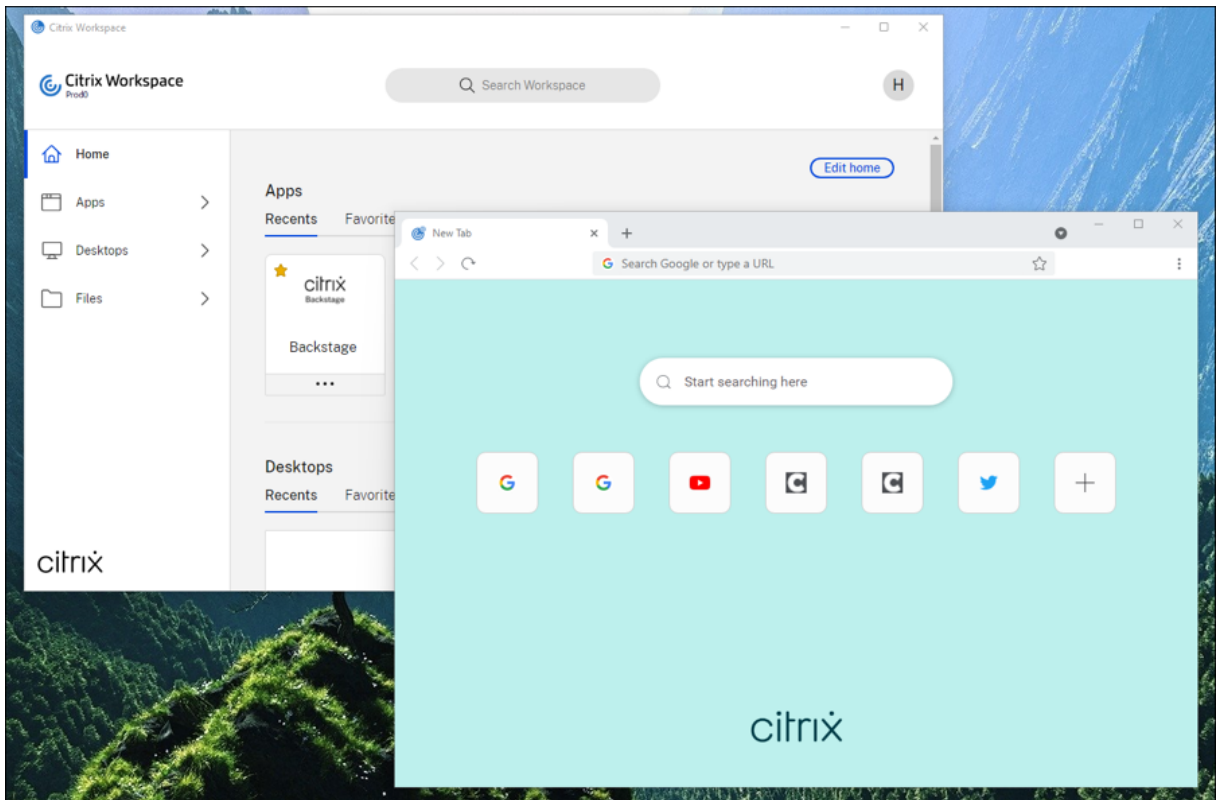 Citrix Workspace
Citrix Workspace
Prod0
Search Workspace
H
Home
Apps
Desktops
Files
citrix
Edit home
Apps
Recents Favorite
citrix
Backstage
Backstage
Desktops
Recents Favorite
New Tab
Search Google or type a URL
Start searching here
citrix